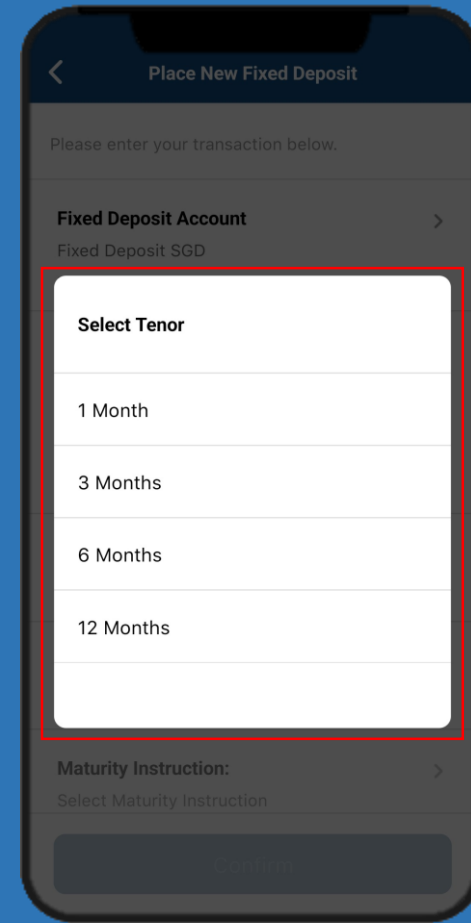 Place New Fixed Deposit
Please enter your transaction below.
Fixed Deposit Account
Fixed Deposit SGD
Select Tenor
1 Month
3 Months
6 Months
12 Months
Maturity Instruction:
Select Maturity Instruction
Confirm